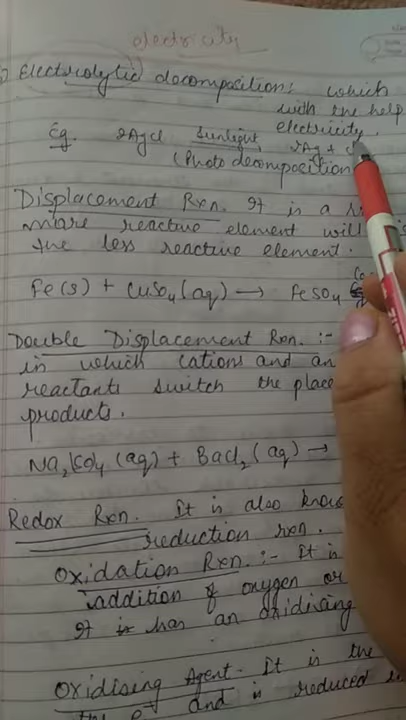 electricity
Electrolytic decomposition: which
with the help
electricity.
Eg. 2AgCl sunlight 2Ag +
(Photo decomposition
Displacement Rxn. It is a
more reactive element will
the less reactive element.
Fe(s) + CuSO4 (aq) → FeSO4
Double Displacement Rxn. :-
in which cations and an
reactants switch the place
products.
(aq) + BaCl2 (aq) →
Redox Rxn. It is also know
reduction rxn.
Oxidation Rxn. :- It is
addition of oxygen or
It is has an oxidising
Oxidising Agent. It is the
the e- and is reduced